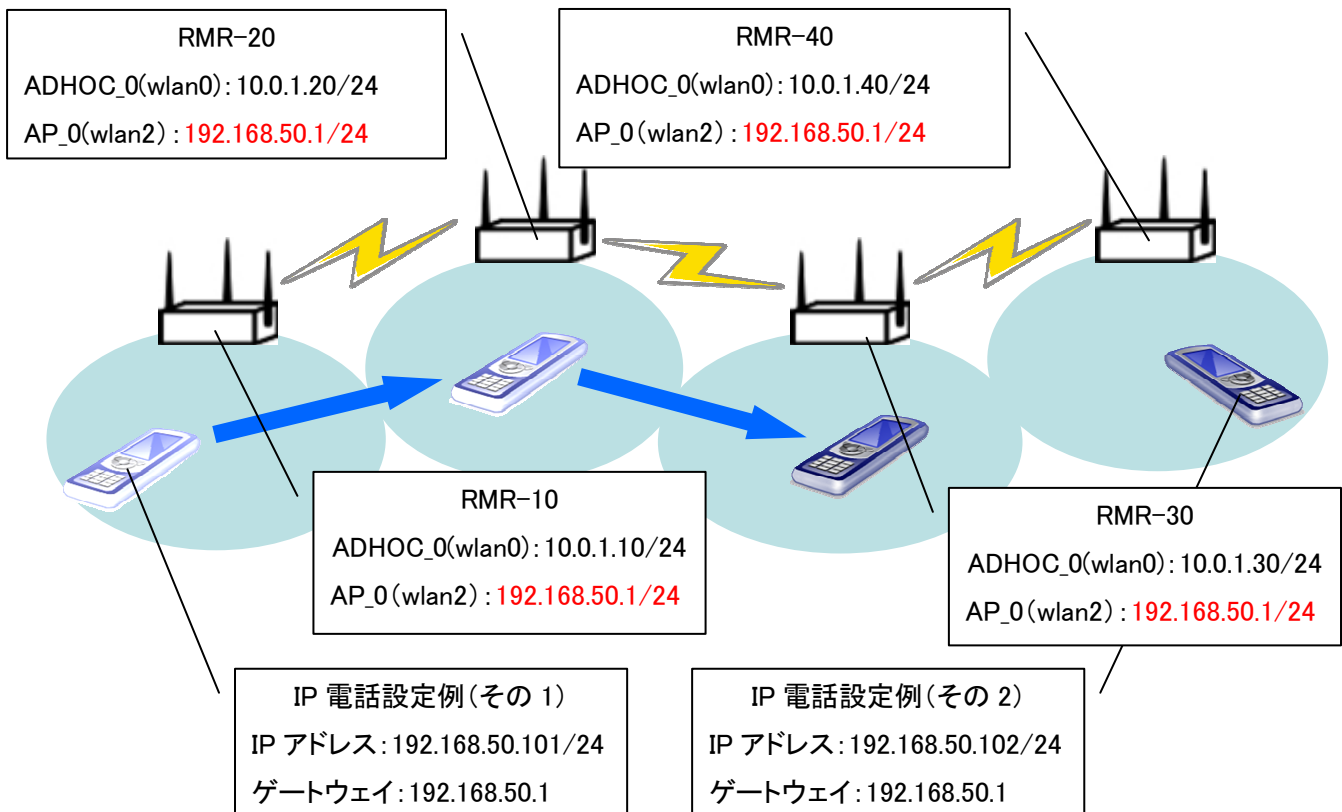 RMR-20
ADHOC_0(wlan0):10.0.1.20/24
AP_0(wlan2):192.168.50.1/24
RMR-40
ADHOC_0(wlan0):10.0.1.40/24
AP_0(wlan2):192.168.50.1/24
RMR-10
ADHOC_0(wlan0):10.0.1.10/24
AP_0(wlan2):192.168.50.1/24
RMR-30
ADHOC_0(wlan0):10.0.1.30/24
AP_0(wlan2):192.168.50.1/24
IP 電話設定例(その 1)
IP アドレス:192.168.50.101/24
ゲートウェイ:192.168.50.1
IP 電話設定例(その 2)
IP アドレス:192.168.50.102/24
ゲートウェイ:192.168.50.1